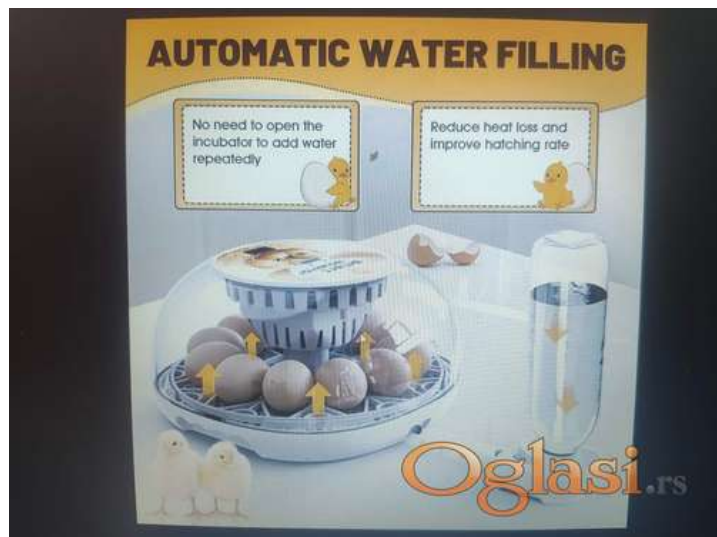 AUTOMATIC WATER FILLING
No need to open the
incubator to add water
repeatedly
Reduce heat loss and
improve hatching rate
Oglasi.rs